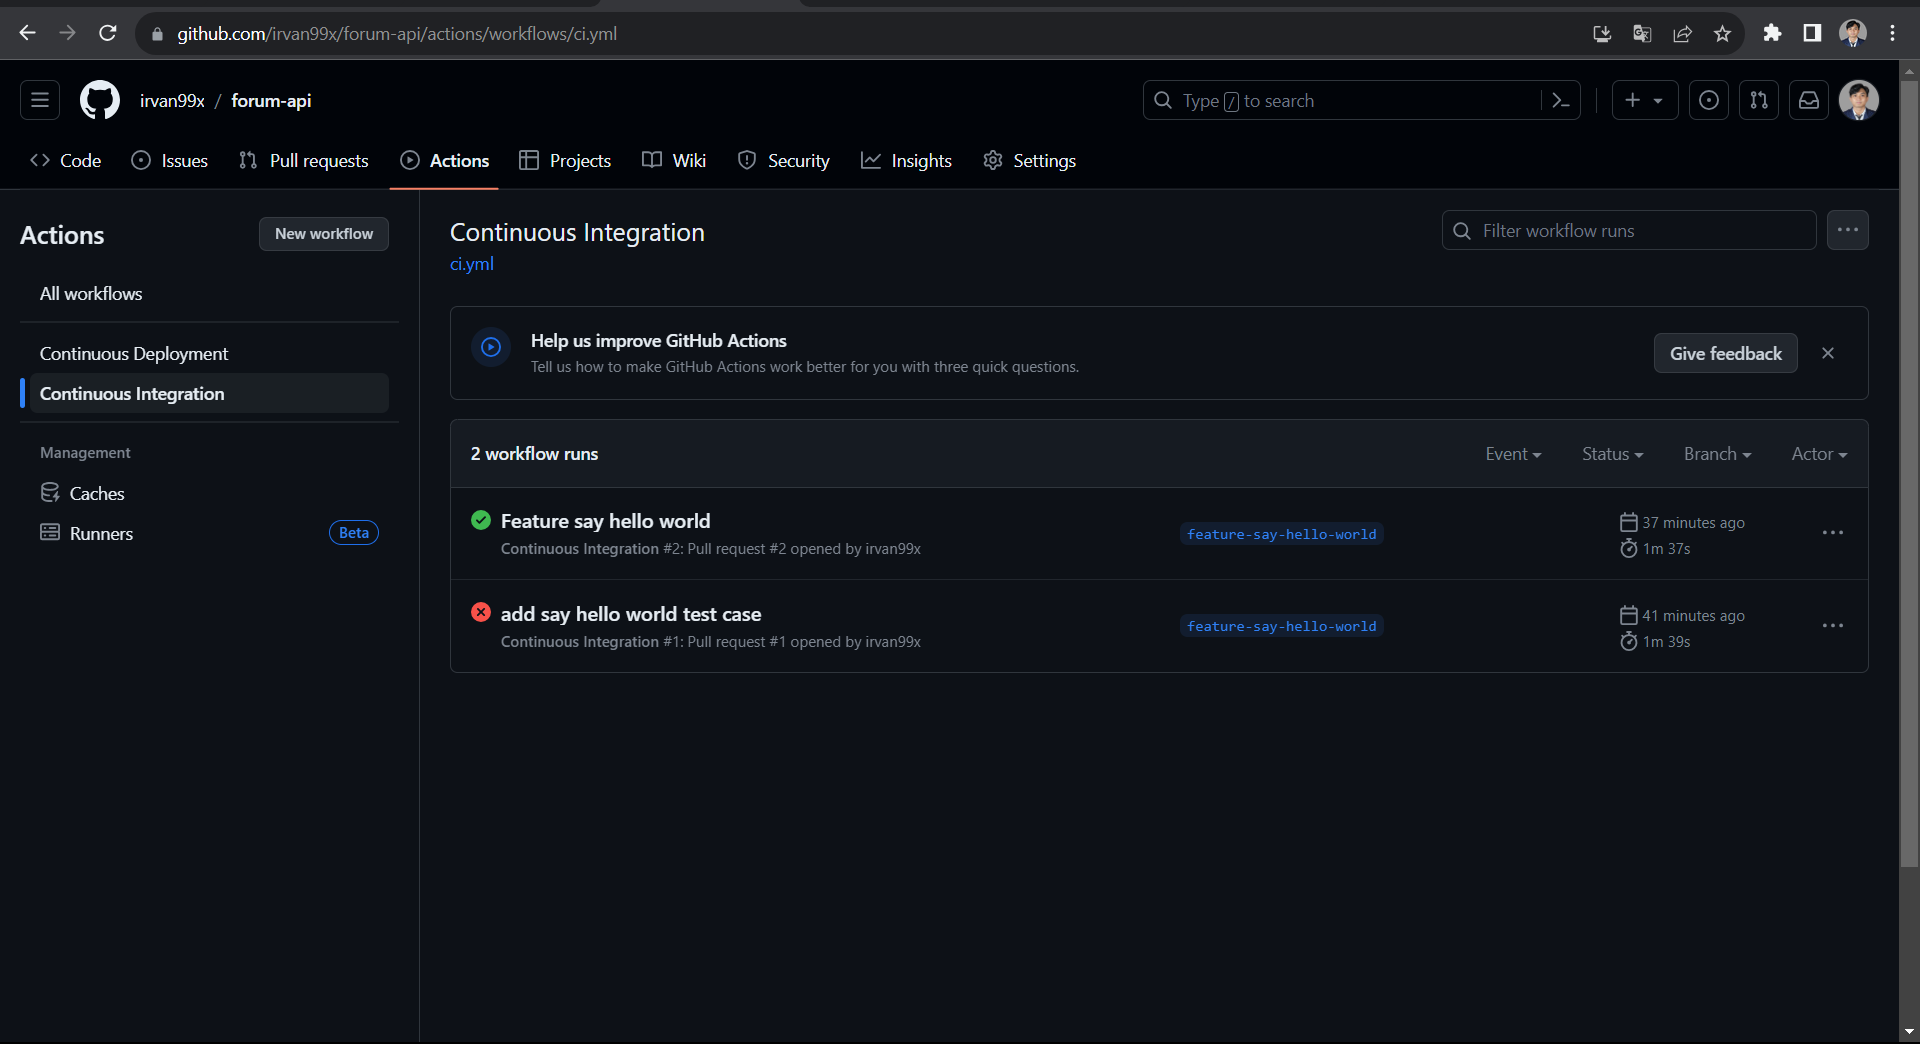 github.com/irvan99x/forum-api/actions/workflows/ci.yml
irvan99x / forum-api
Type / to search
Code Issues Pull requests Actions Projects Wiki Security Insights Settings
Actions
New workflow
All workflows
Continuous Deployment
Continuous Integration
Management
Caches
Runners Beta
Continuous Integration
ci.yml
Filter workflow runs
Help us improve GitHub Actions
Tell us how to make GitHub Actions work better for you with three quick questions.
Give feedback
2 workflow runs
Event Status Branch Actor
Feature say hello world
Continuous Integration #2: Pull request #2 opened by irvan99x
feature-say-hello-world
37 minutes ago
1m 37s
add say hello world test case
Continuous Integration #1: Pull request #1 opened by irvan99x
feature-say-hello-world
41 minutes ago
1m 39s